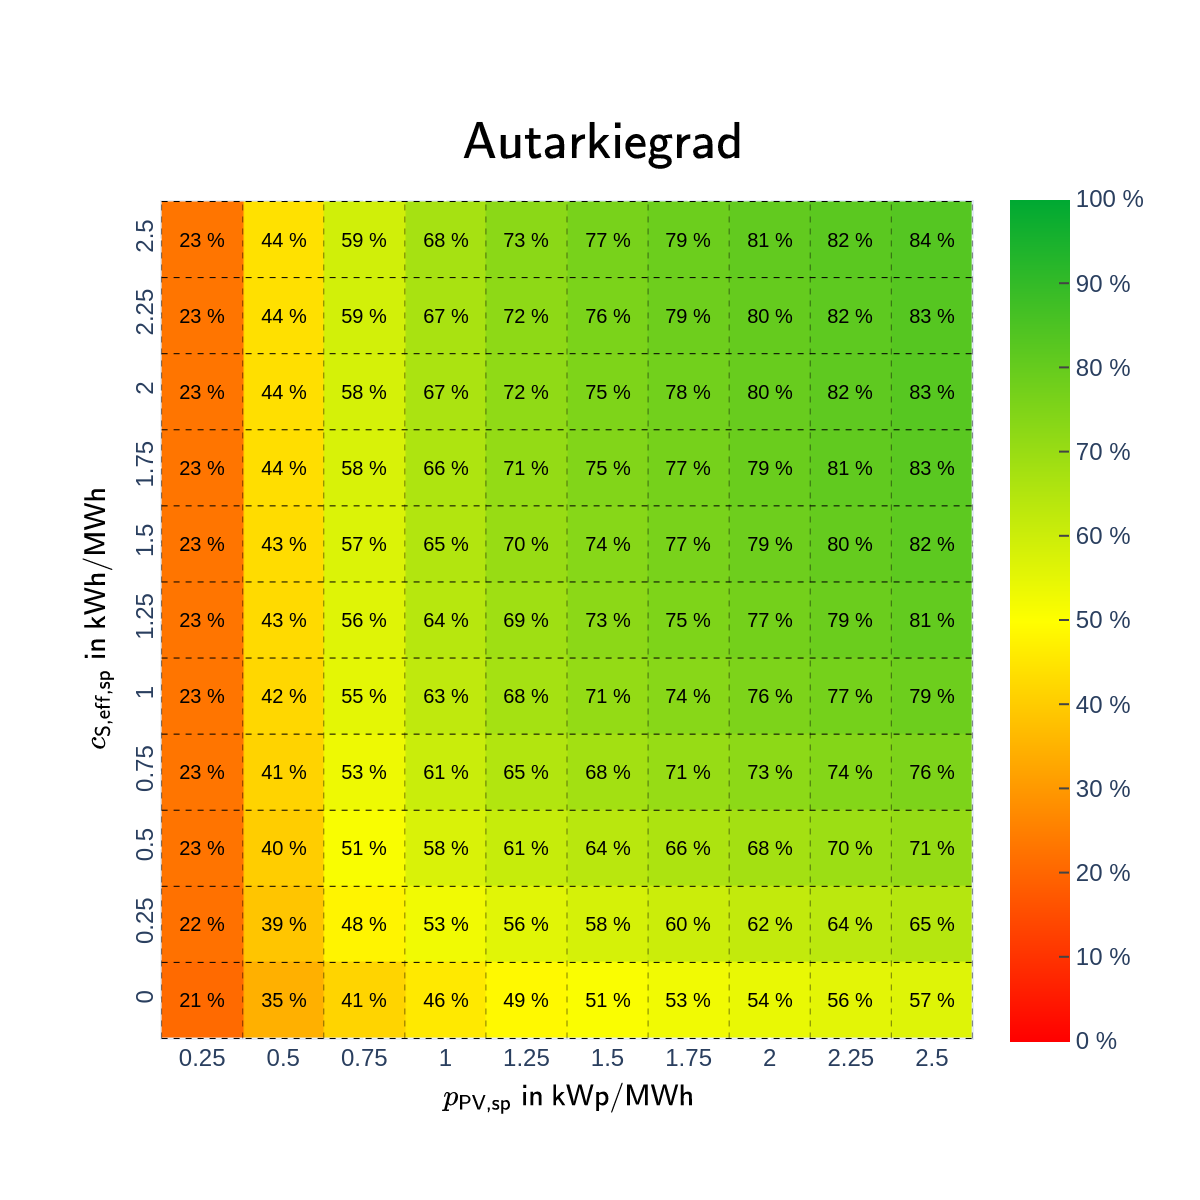 Autarkiegrad
2.5 23 % 44 % 59 % 68 % 73 % 77 % 79 % 81 % 82 % 84 %
2.25 23 % 44 % 59 % 67 % 72 % 76 % 79 % 80 % 82 % 83 %
2 23 % 44 % 58 % 67 % 72 % 75 % 78 % 80 % 82 % 83 %
1.75 23 % 44 % 58 % 66 % 71 % 75 % 77 % 79 % 81 % 83 %
1.5 23 % 43 % 57 % 65 % 70 % 74 % 77 % 79 % 80 % 82 %
1.25 23 % 43 % 56 % 64 % 69 % 73 % 75 % 77 % 79 % 81 %
1 23 % 42 % 55 % 63 % 68 % 71 % 74 % 76 % 77 % 79 %
0.75 23 % 41 % 53 % 61 % 65 % 68 % 71 % 73 % 74 % 76 %
0.5 23 % 40 % 51 % 58 % 61 % 64 % 66 % 68 % 70 % 71 %
0.25 22 % 39 % 48 % 53 % 56 % 58 % 60 % 62 % 64 % 65 %
0 21 % 35 % 41 % 46 % 49 % 51 % 53 % 54 % 56 % 57 %
0.25 0.5 0.75 1 1.25 1.5 1.75 2 2.25 2.5
p PV,sp in kWp/MWh
c S,eff,sp in kWh/MWh
100 %
90 %
80 %
70 %
60 %
50 %
40 %
30 %
20 %
10 %
0 %